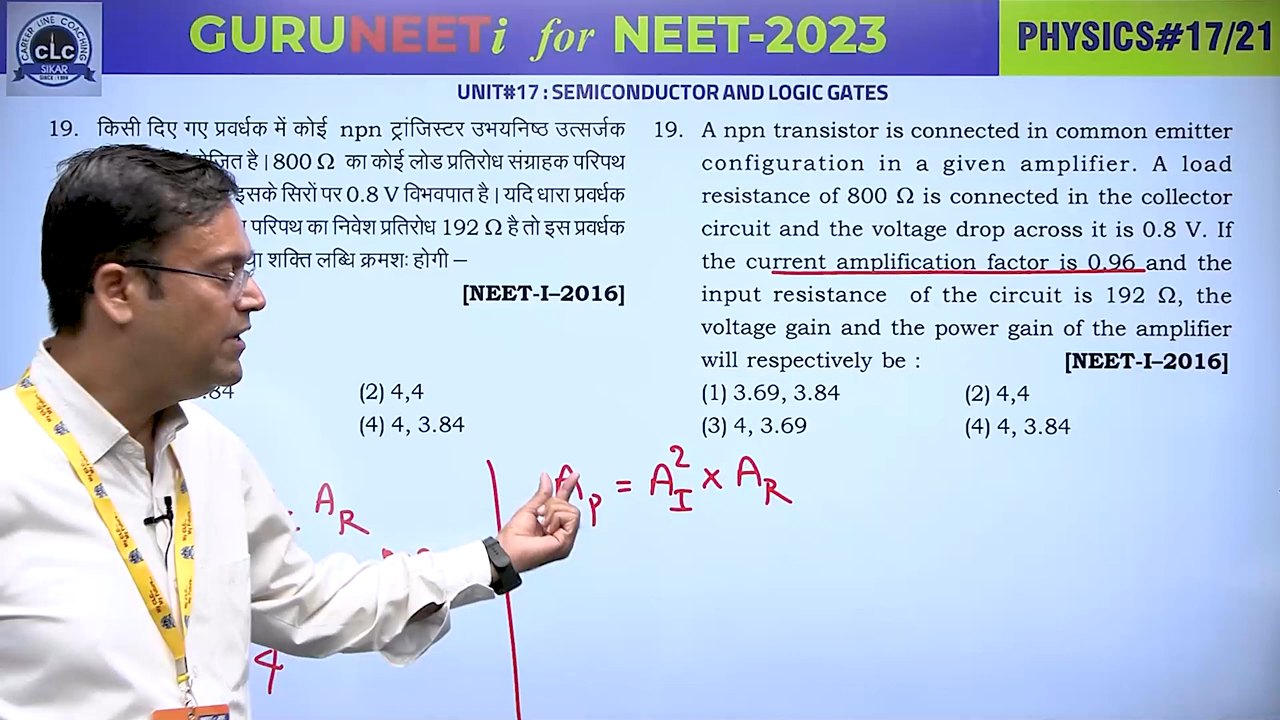 CAREER LINE COACHING
CLC
SIKAR
SINCE : 1996
GURUNEETi for NEET-2023
PHYSICS#17/21
UNIT#17 : SEMICONDUCTOR AND LOGIC GATES
19. किसी दिए गए प्रवर्धक में कोई npn ट्रांजिस्टर उभयनिष्ठ उत्सर्जक
है। 800 Ω का कोई लोड प्रतिरोध संग्राहक परिपथ
इसके सिरों पर 0.8 V विभवपात है। यदि धारा प्रवर्धक
परिपथ का निवेश प्रतिरोध 192 Ω है तो इस प्रवर्धक
शक्ति लब्धि क्रमशः होगी –
[NEET-I–2016]
.84 (2) 4,4
(4) 4, 3.84
19. A npn transistor is connected in common emitter
configuration in a given amplifier. A load
resistance of 800 Ω is connected in the collector
circuit and the voltage drop across it is 0.8 V. If
the current amplification factor is 0.96 and the
input resistance of the circuit is 192 Ω, the
voltage gain and the power gain of the amplifier
will respectively be : [NEET-I–2016]
(1) 3.69, 3.84 (2) 4,4
(3) 4, 3.69 (4) 4, 3.84
A_R
4
A_P = A_I^2 × A_R